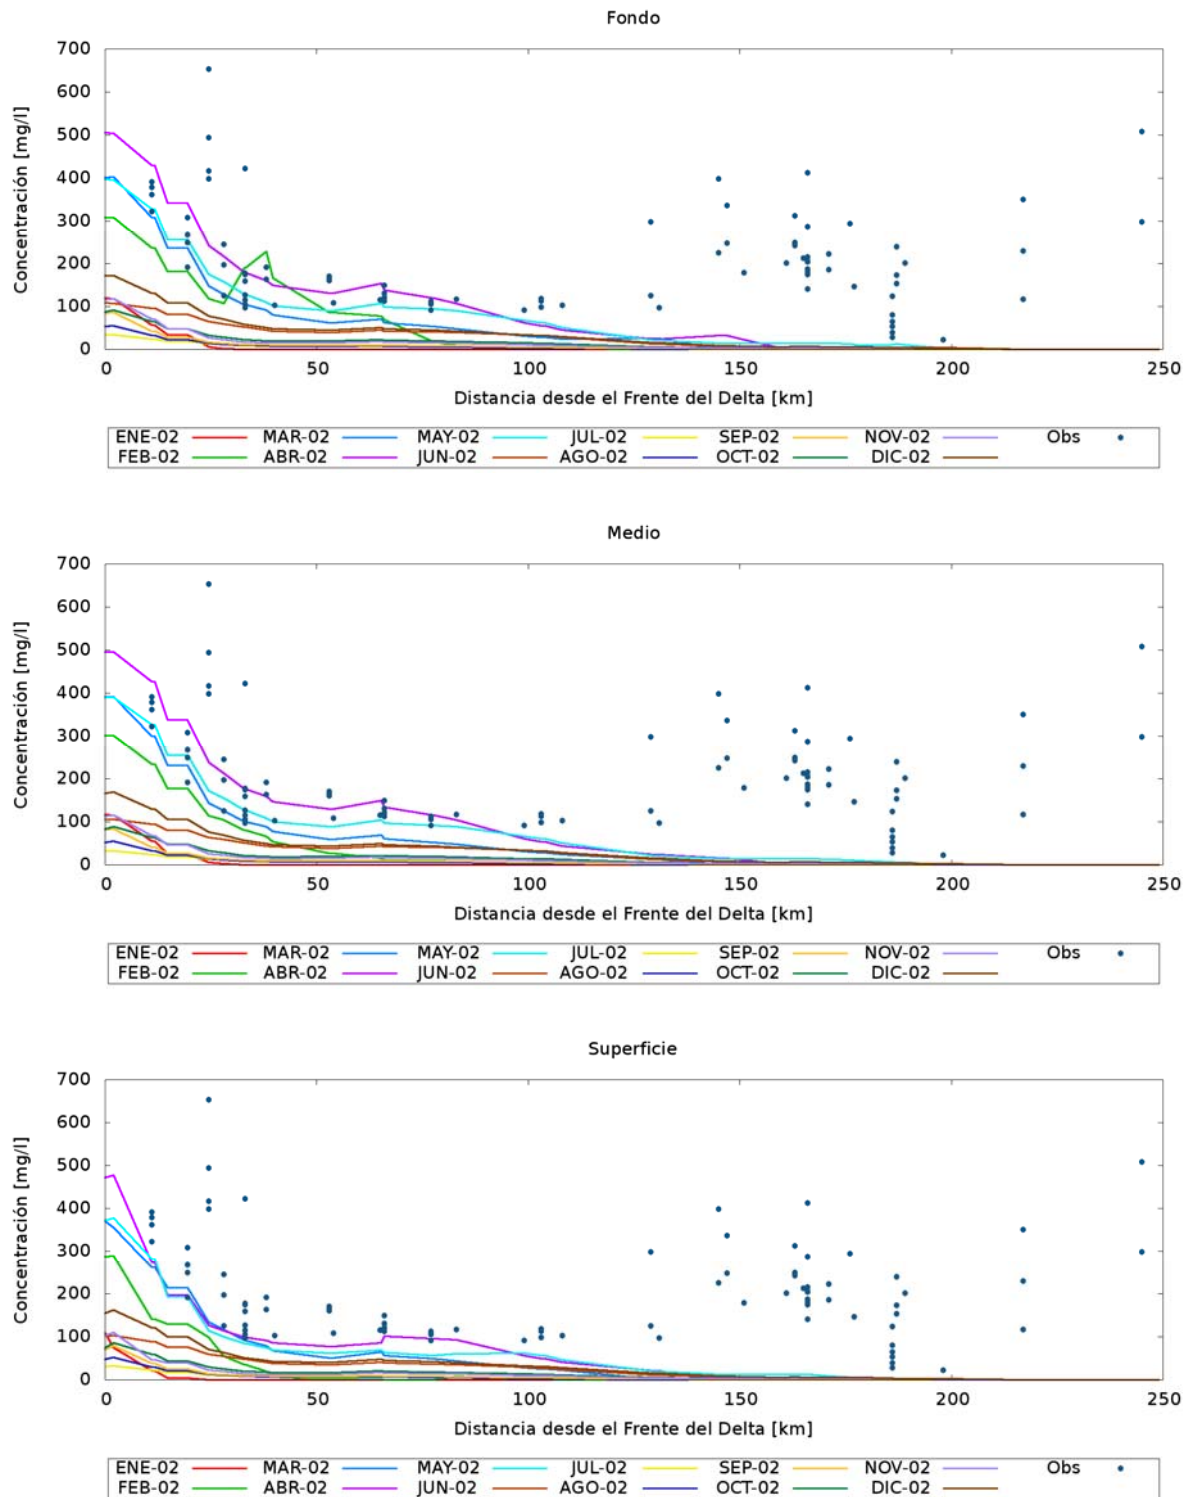 Fondo
700
600
500
400
300
200
100
0
Concentración [mg/l]
0 50 100 150 200 250
Distancia desde el Frente del Delta [km]
ENE-02 MAR-02 MAY-02 JUL-02 SEP-02 NOV-02 Obs
FEB-02 ABR-02 JUN-02 AGO-02 OCT-02 DIC-02
Medio
700
600
500
400
300
200
100
0
Concentración [mg/l]
0 50 100 150 200 250
Distancia desde el Frente del Delta [km]
ENE-02 MAR-02 MAY-02 JUL-02 SEP-02 NOV-02 Obs
FEB-02 ABR-02 JUN-02 AGO-02 OCT-02 DIC-02
Superficie
700
600
500
400
300
200
100
0
Concentración [mg/l]
0 50 100 150 200 250
Distancia desde el Frente del Delta [km]
ENE-02 MAR-02 MAY-02 JUL-02 SEP-02 NOV-02 Obs
FEB-02 ABR-02 JUN-02 AGO-02 OCT-02 DIC-02